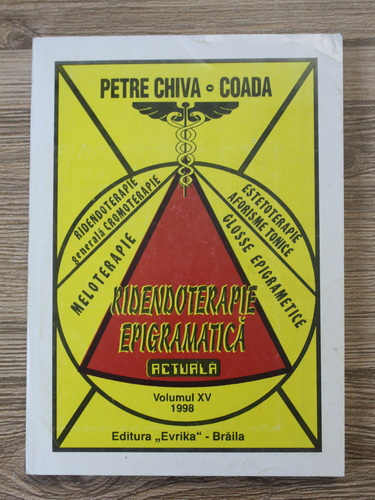 PETRE CHIVA - COADA
RIDENDOTERAPIE
generală CROMOTERAPIE
MELOTERAPIE
ESTETOTERAPIE
AFORISME TONICE
GLOSSE EPIGRAMETICE
RIDENDOTERAPIE
EPIGRAMATICĂ
ACTUALĂ
Volumul XV
1998
Editura „Evrika“ - Brăila